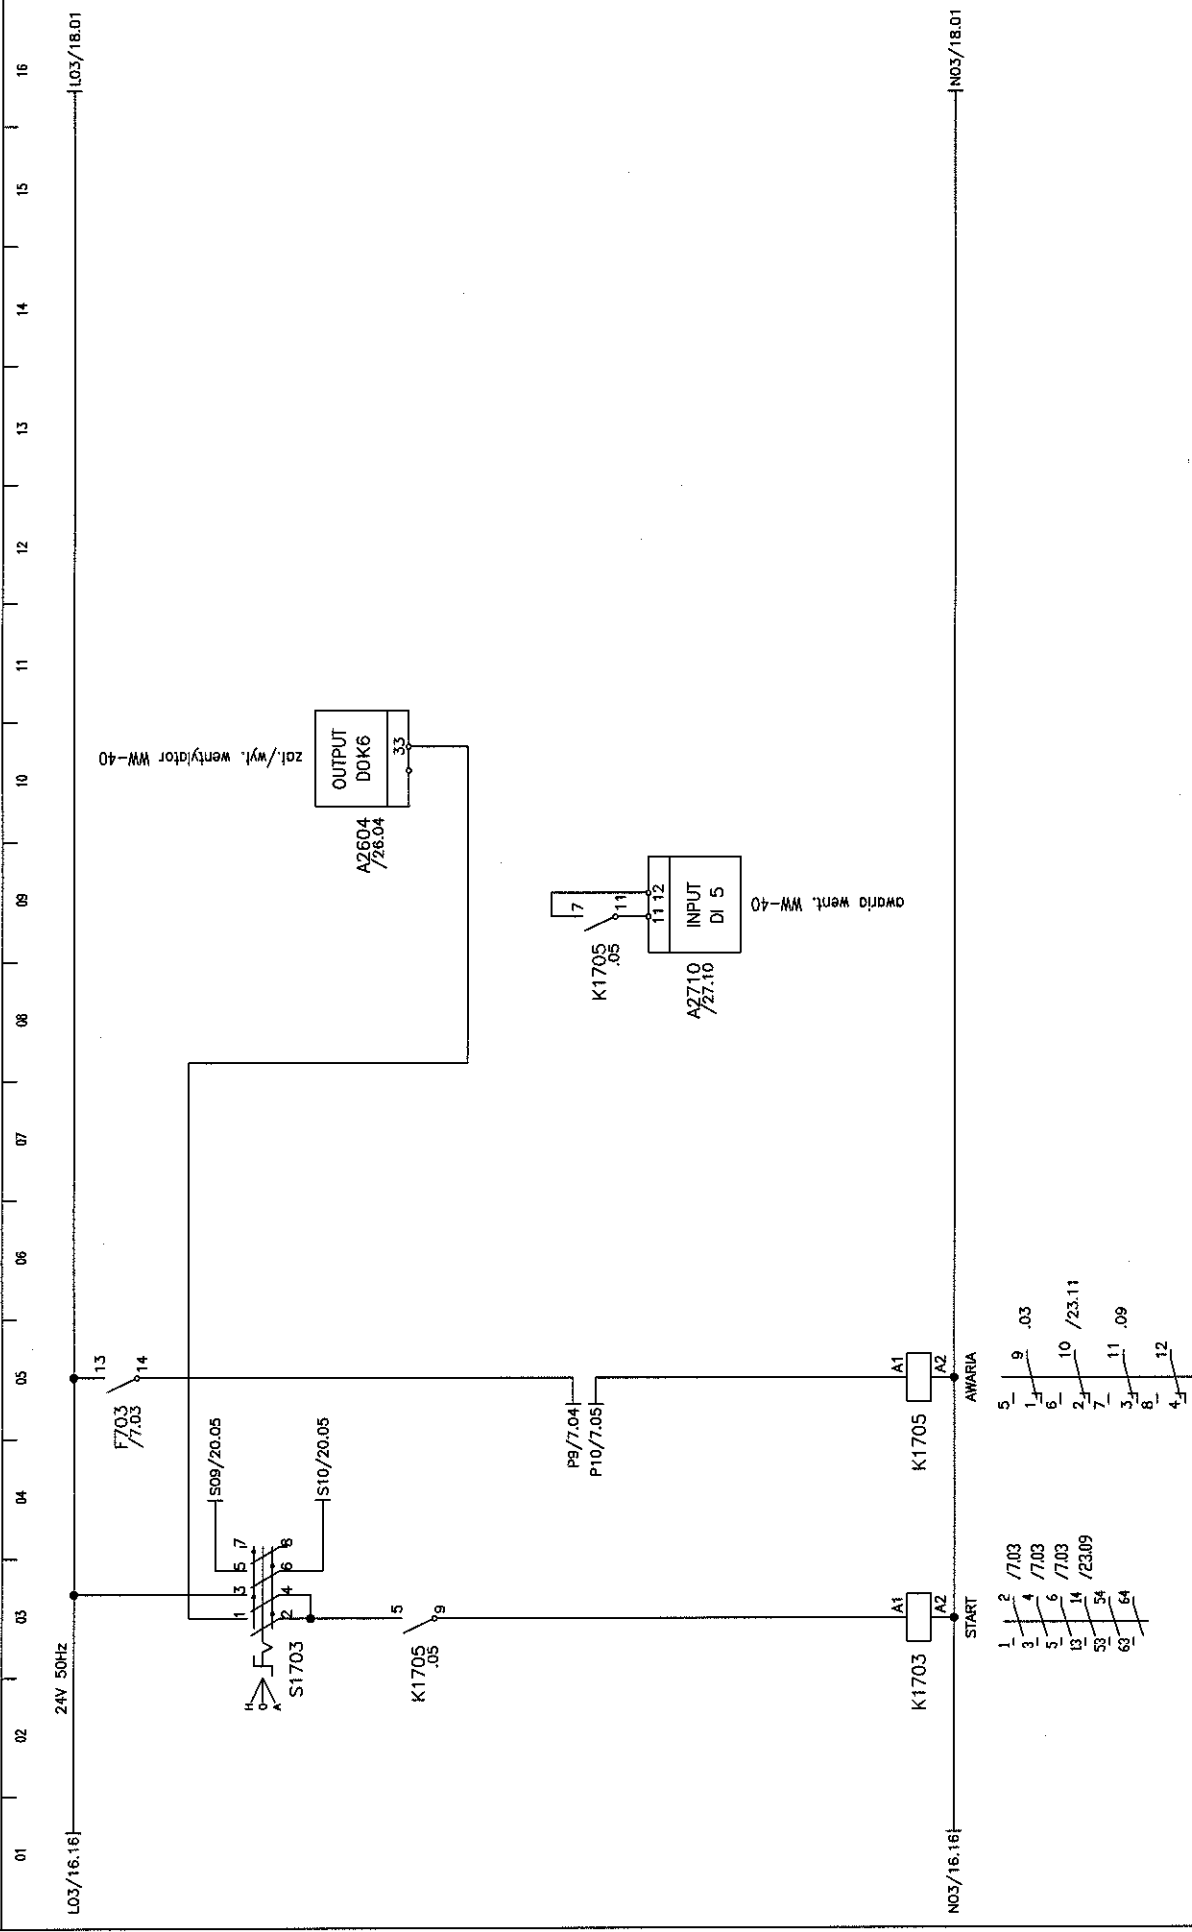 01 02 03 04 05 06 07 08 09 10 11 12 13 14 15 16
24V 50Hz
L03/16.16
L03/18.01
13
14
F703
/7.03
S09/20.05
S10/20.05
1 3 5 7
2 4 6 8
H
O
A
S1703
5
9
K1705
.05
P9/7.04
P10/7.05
zał./wył. wentylator WW-40
OUTPUT
DOK6
33
A2604
/26.04
7
11
K1705
.05
11 12
INPUT
DI 5
A2710
/27.10
awaria went. WW-40
A1
K1703
A2
A1
K1705
A2
N03/16.16
N03/18.01
START
AWARIA
1 2 /7.03
3 4 /7.03
5 6 /7.03
13 14 /23.09
53 54
63 64
5
1 9 .03
6
2 10 /23.11
7
3 11 .09
8
4 12